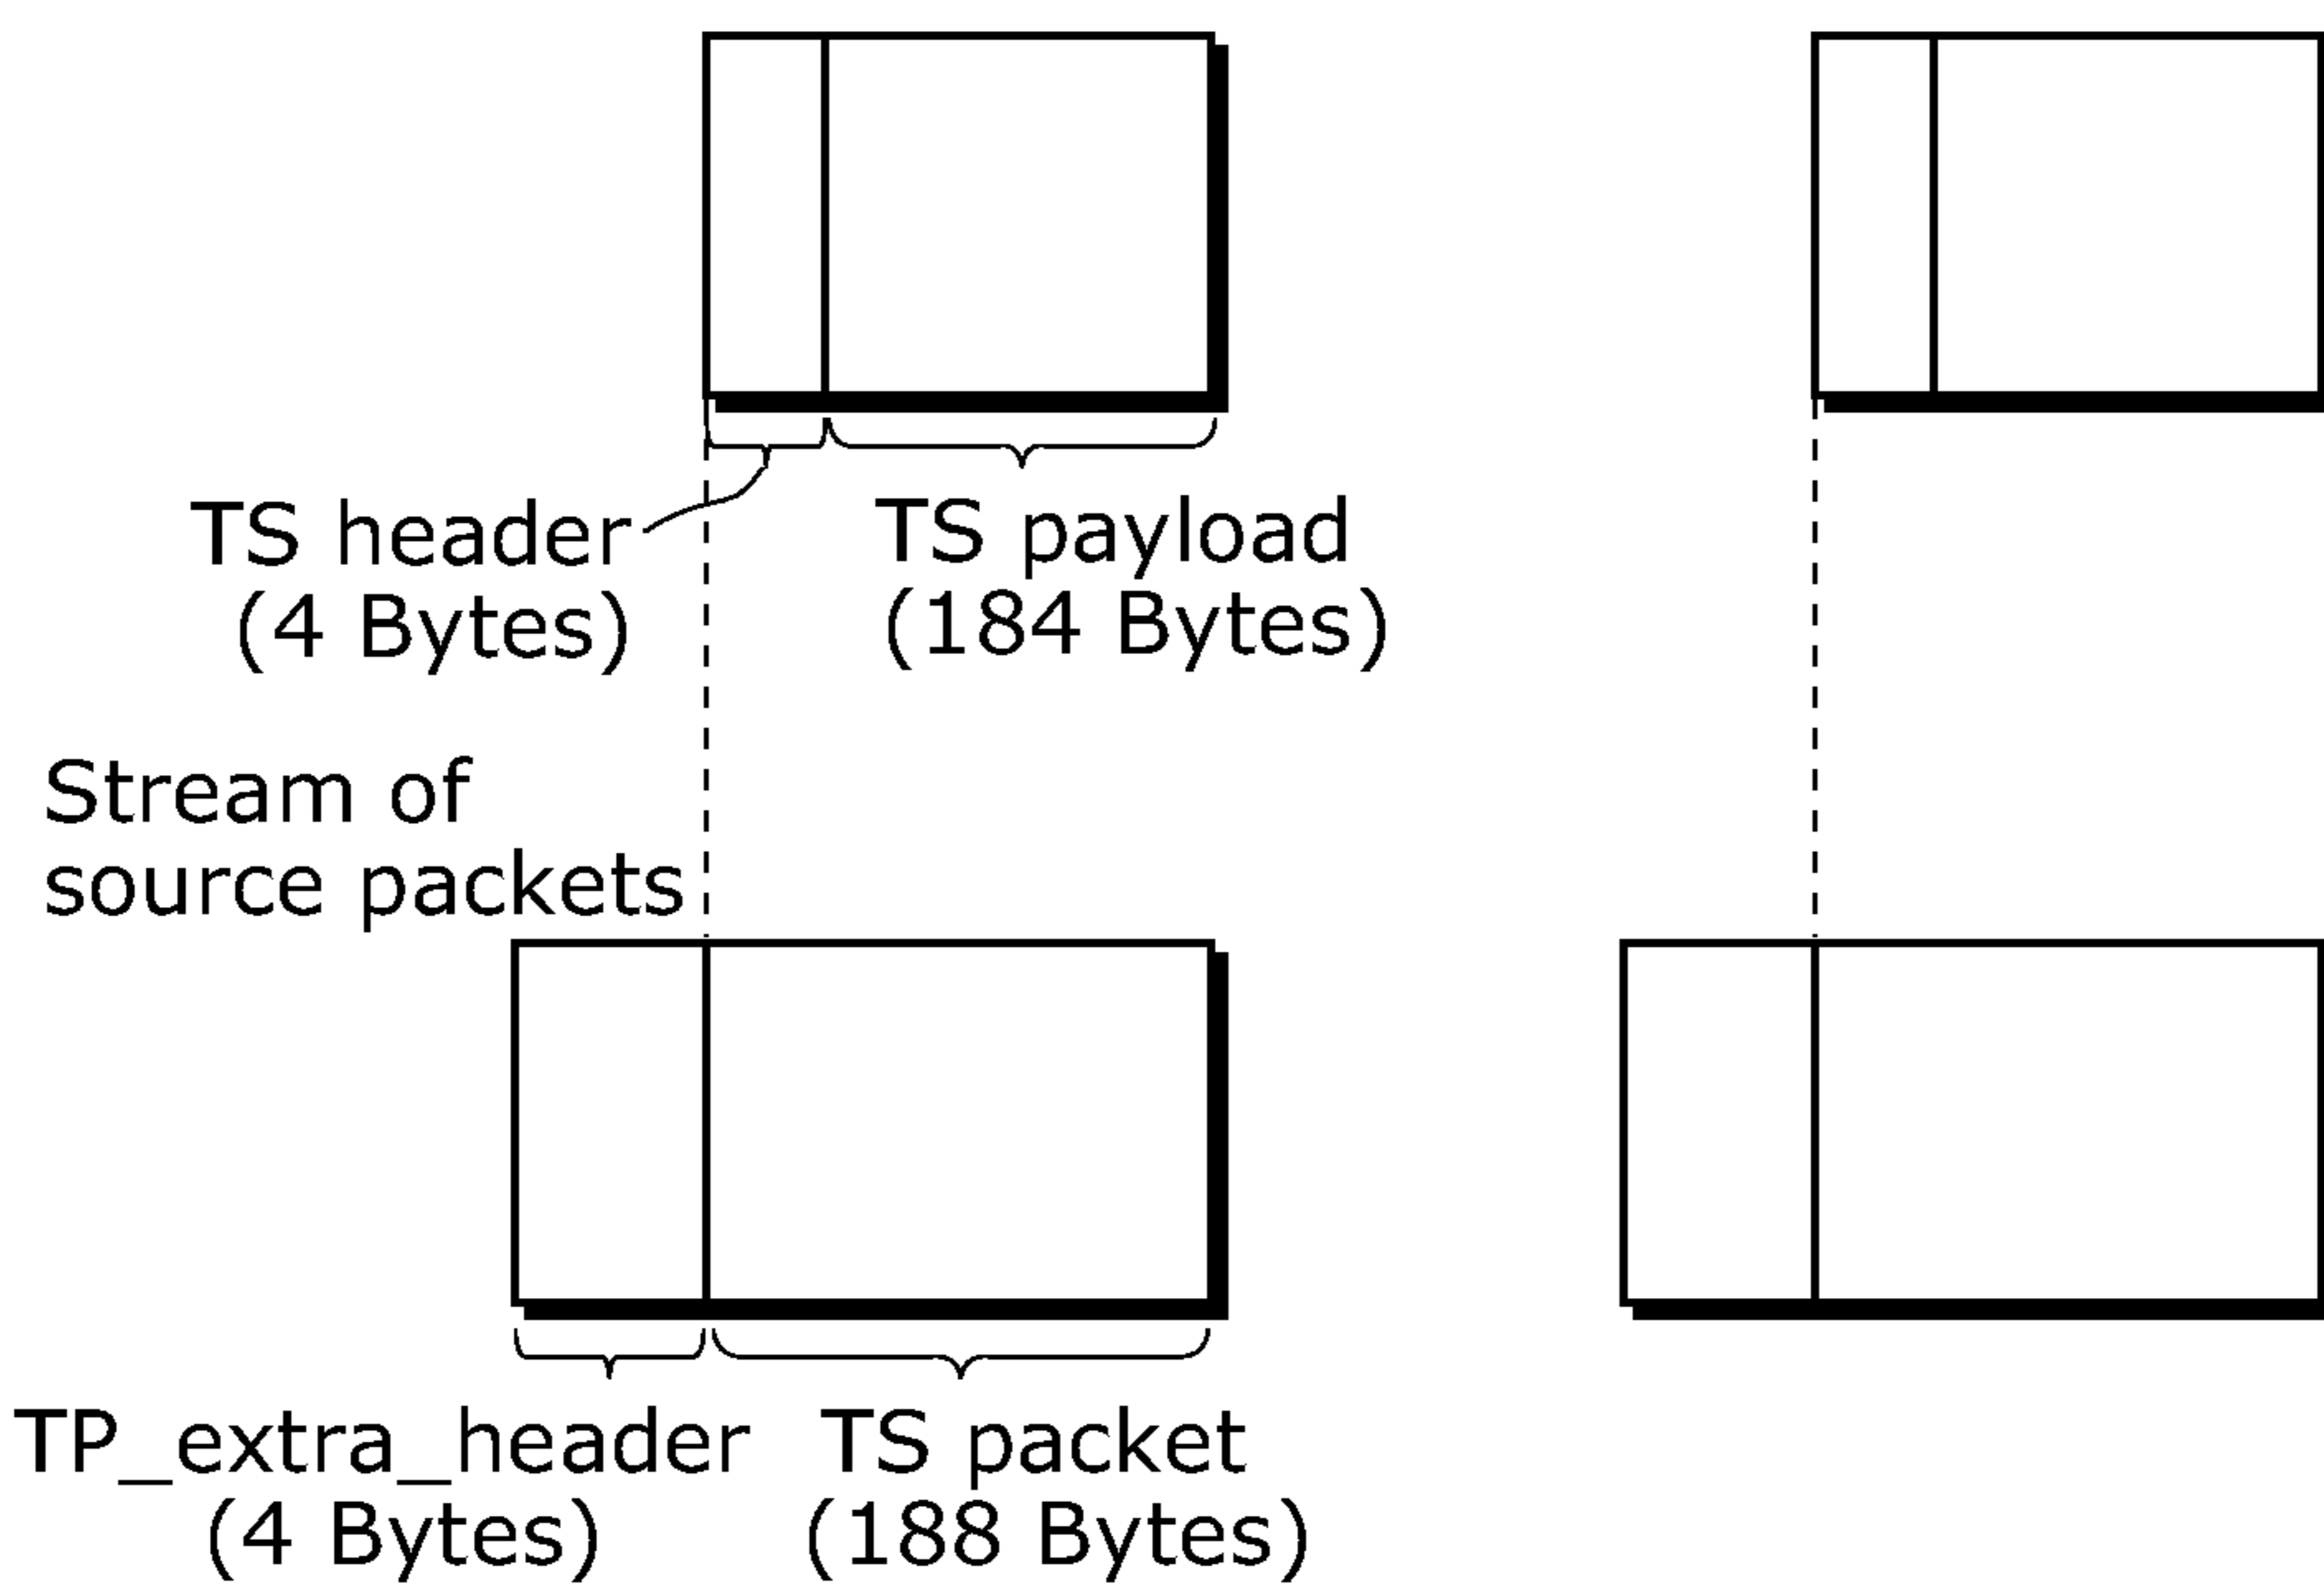 TS header
(4 Bytes)
TS payload
(184 Bytes)
Stream of
source packets
TP_extra_header
(4 Bytes)
TS packet
(188 Bytes)